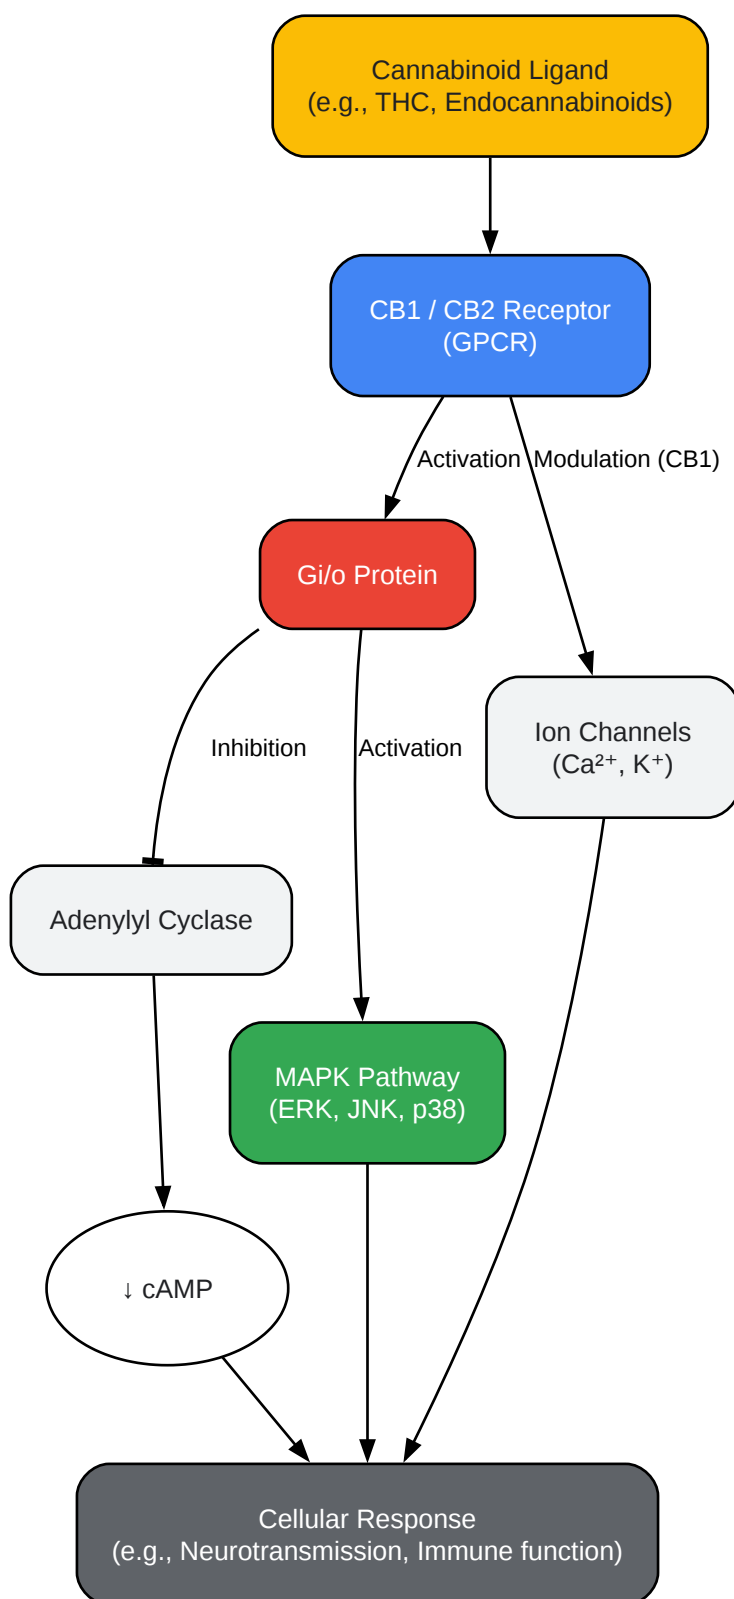 Cannabinoid Ligand
(e.g., THC, Endocannabinoids)
CB1 / CB2 Receptor
(GPCR)
Activation
Modulation (CB1)
Gi/o Protein
Ion Channels
(Ca²⁺, K⁺)
Inhibition
Activation
Adenylyl Cyclase
MAPK Pathway
(ERK, JNK, p38)
↓ cAMP
Cellular Response
(e.g., Neurotransmission, Immune function)